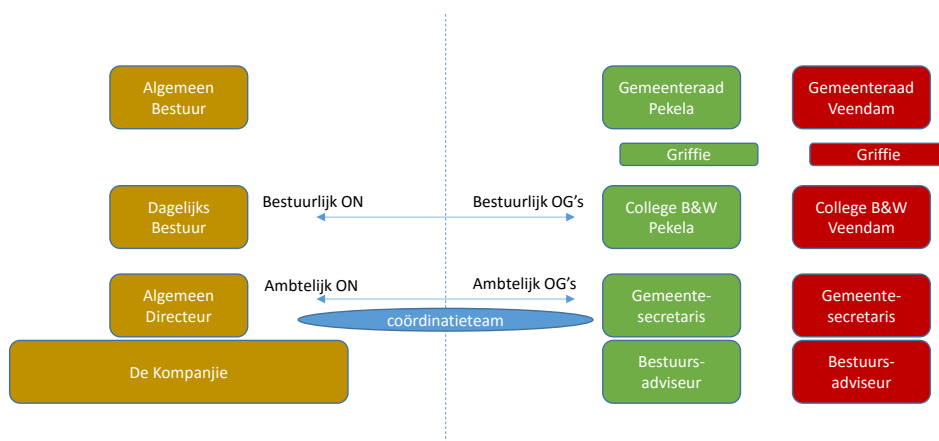 Algemeen
Bestuur
Gemeenteraad
Pekela
Gemeenteraad
Veendam
Griffie
Griffie
Dagelijks
Bestuur
Bestuurlijk ON
Bestuurlijk OG's
College B&W
Pekela
College B&W
Veendam
Algemeen
Directeur
Ambtelijk ON
Ambtelijk OG's
Gemeente-
secretaris
Gemeente-
secretaris
coördinatieteam
De Kompanjie
Bestuurs-
adviseur
Bestuurs-
adviseur